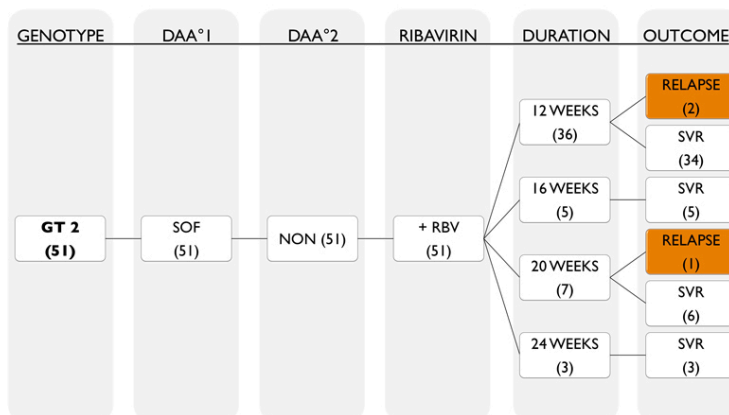 GENOTYPE DAA°1 DAA°2 RIBAVIRIN DURATION OUTCOME
RELAPSE
(2)
12 WEEKS
(36)
SVR
(34)
16 WEEKS
(5)
SVR
(5)
GT 2
(51)
SOF
(51)
NON (51)
+ RBV
(51)
RELAPSE
(1)
20 WEEKS
(7)
SVR
(6)
24 WEEKS
(3)
SVR
(3)